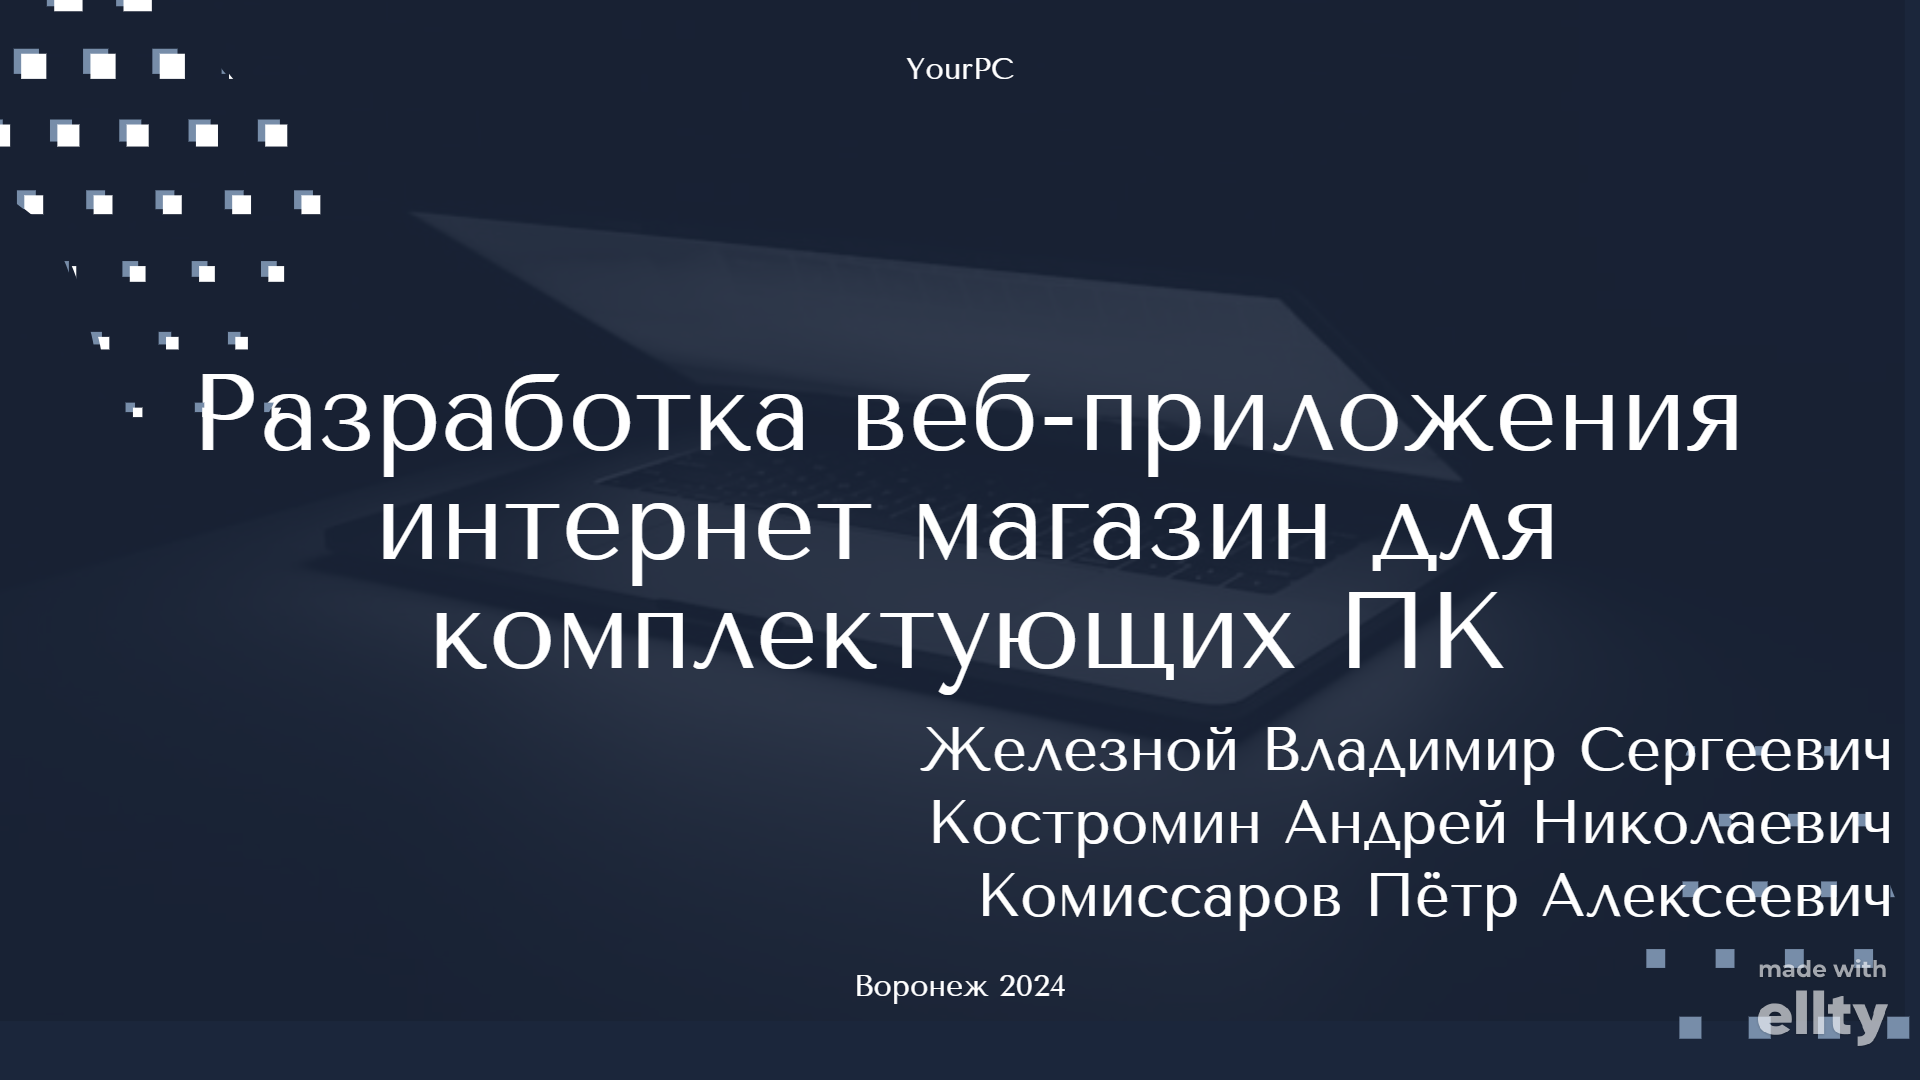 YourPC
Разработка веб-приложения
интернет магазин для
комплектующих ПК
Железной Владимир Сергеевич
Костромин Андрей Николаевич
Комиссаров Пётр Алексеевич
Воронеж 2024
made with
ellty